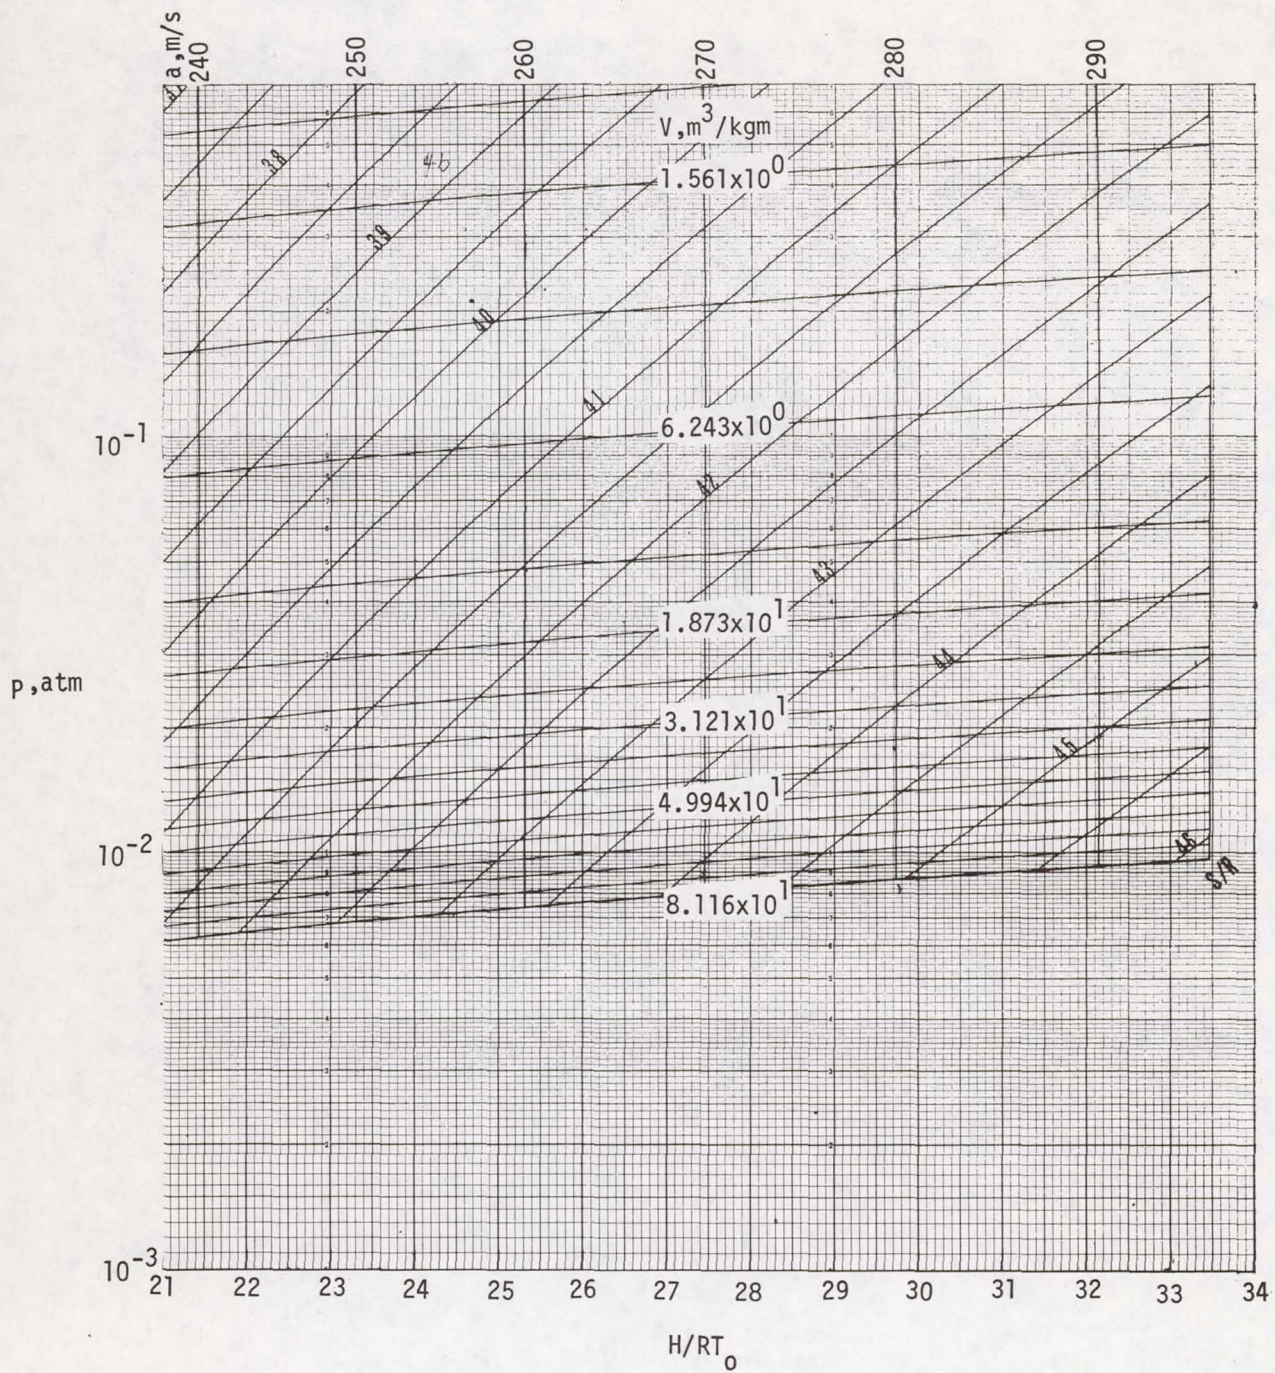 a,m/s
240 250 260 270 280 290
V,m³/kgm
38
4b
1.561x10⁰
39
40
41
10⁻¹
6.243x10⁰
42
43
1.873x10¹
44
p,atm
3.121x10¹
45
4.994x10¹
10⁻²
46
S/R
8.116x10¹
10⁻³
21 22 23 24 25 26 27 28 29 30 31 32 33 34
H/RT₀